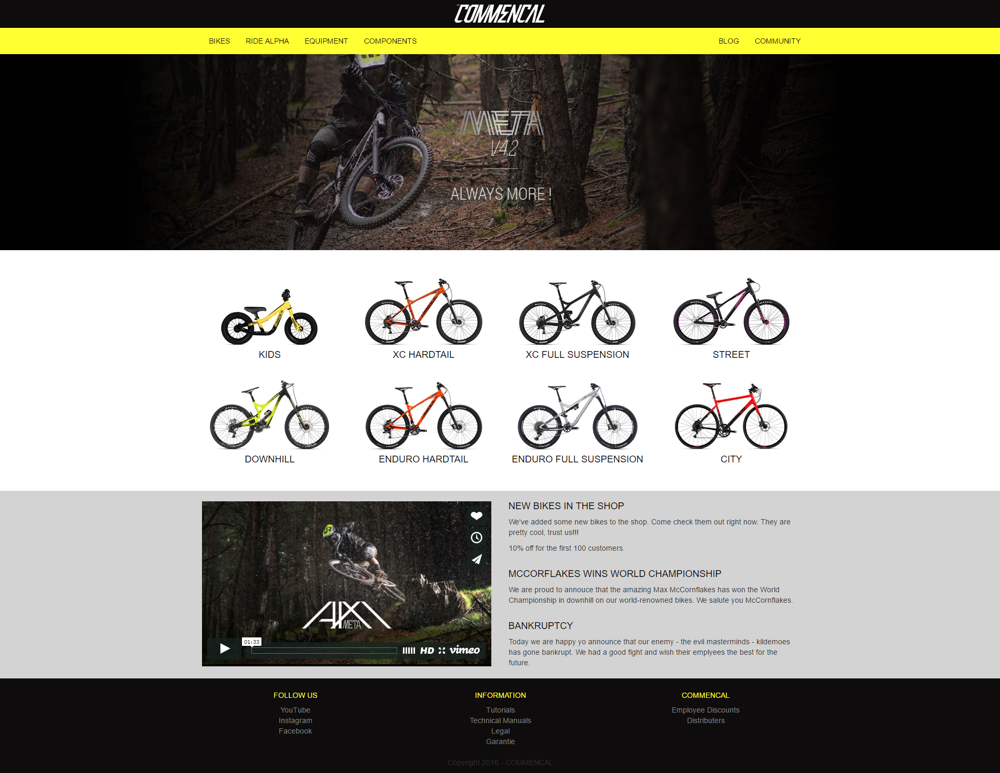 COMMENCAL
BIKES RIDE ALPHA EQUIPMENT COMPONENTS BLOG COMMUNITY
META
V4.2
ALWAYS MORE !
KIDS XC HARDTAIL XC FULL SUSPENSION STREET
DOWNHILL ENDURO HARDTAIL ENDURO FULL SUSPENSION CITY
META
01:33
HD vimeo
NEW BIKES IN THE SHOP
We've added some new bikes to the shop. Come check them out right now. They are
pretty cool, trust us!!!
10% off for the first 100 customers.
MCCORFLAKES WINS WORLD CHAMPIONSHIP
We are proud to annouce that the amazing Max McCornflakes has won the World
Championship in downhill on our world-renowned bikes. We salute you McCornflakes.
BANKRUPTCY
Today we are happy yo announce that our enemy - the evil masterminds - kildemoes
has gone bankrupt. We had a good fight and wish their emplyees the best for the
future.
FOLLOW US
YouTube
Instagram
Facebook
INFORMATION
Tutorials
Technical Manuals
Legal
Garantie
COMMENCAL
Employee Discounts
Distributers
Copyright 2016 - COMMENCAL